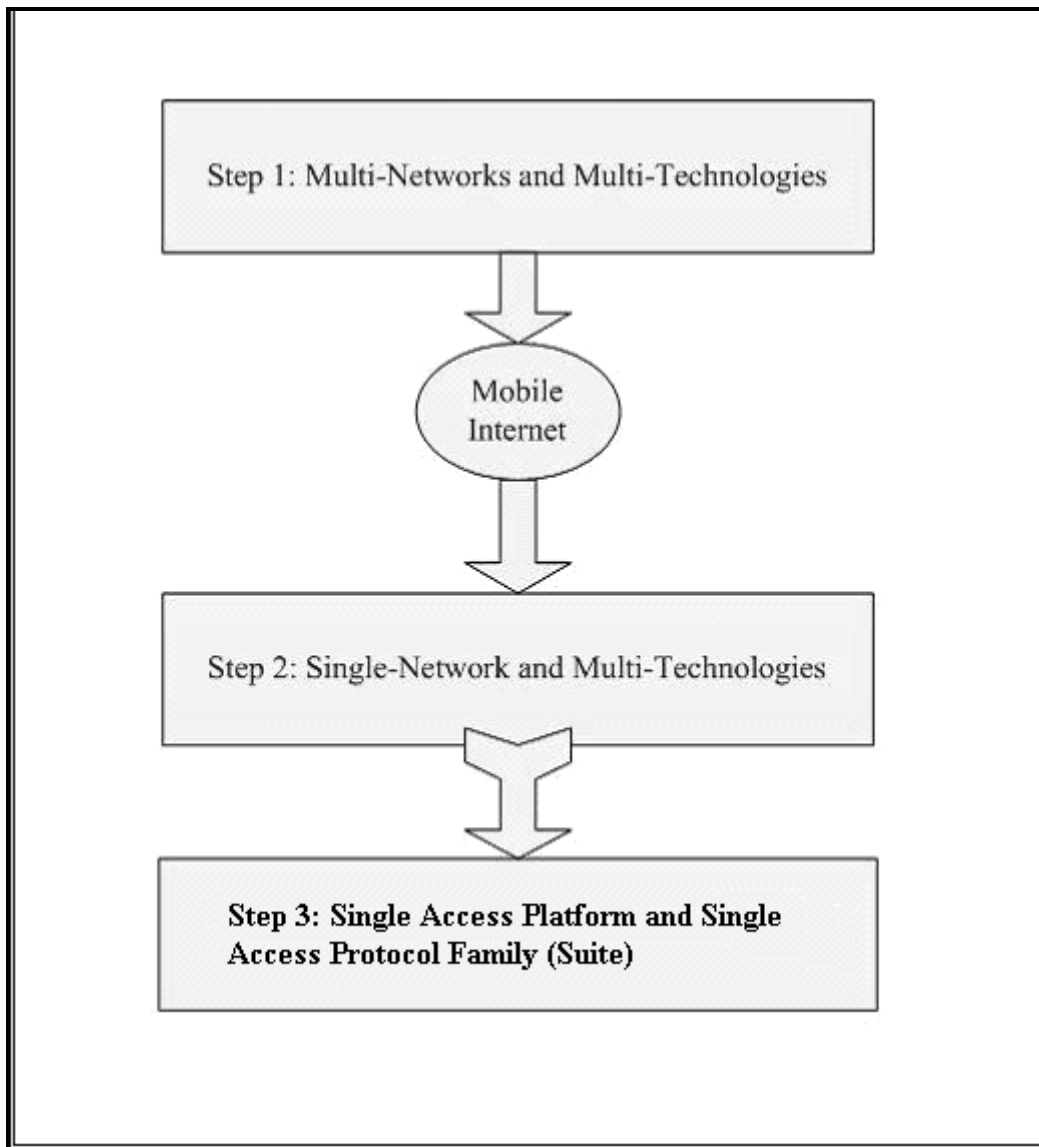 Step 1: Multi-Networks and Multi-Technologies
Mobile
Internet
Step 2: Single-Network and Multi-Technologies
Step 3: Single Access Platform and Single
Access Protocol Family (Suite)